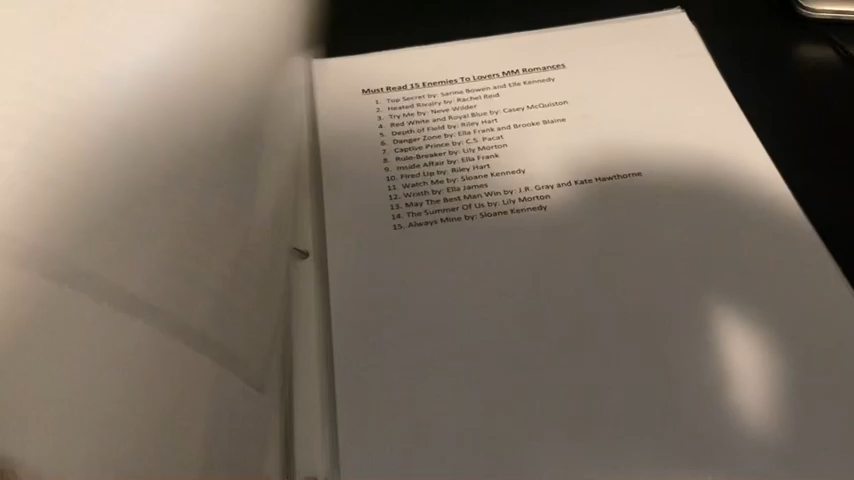 Must Read 15 Enemies To Lovers MM Romances
1. Top Secret by: Sarina Bowen and Elle Kennedy
2. Heated Rivalry by: Rachel Reid
3. Try Me by: Neve Wilder
4. Red White and Royal Blue by: Casey McQuiston
5. Depth of Field by: Riley Hart
6. Danger Zone by: Ella Frank and Brooke Blaine
7. Captive Prince by: C.S. Pacat
8. Rule-Breaker by: Lily Morton
9. Inside Affair by: Ella Frank
10. Fired Up by: Riley Hart
11. Watch Me by: Sloane Kennedy
12. Wrath by: Ella James
13. May The Best Man Win by: J.R. Gray and Kate Hawthorne
14. The Summer Of Us by: Lily Morton
15. Always Mine by: Sloane Kennedy